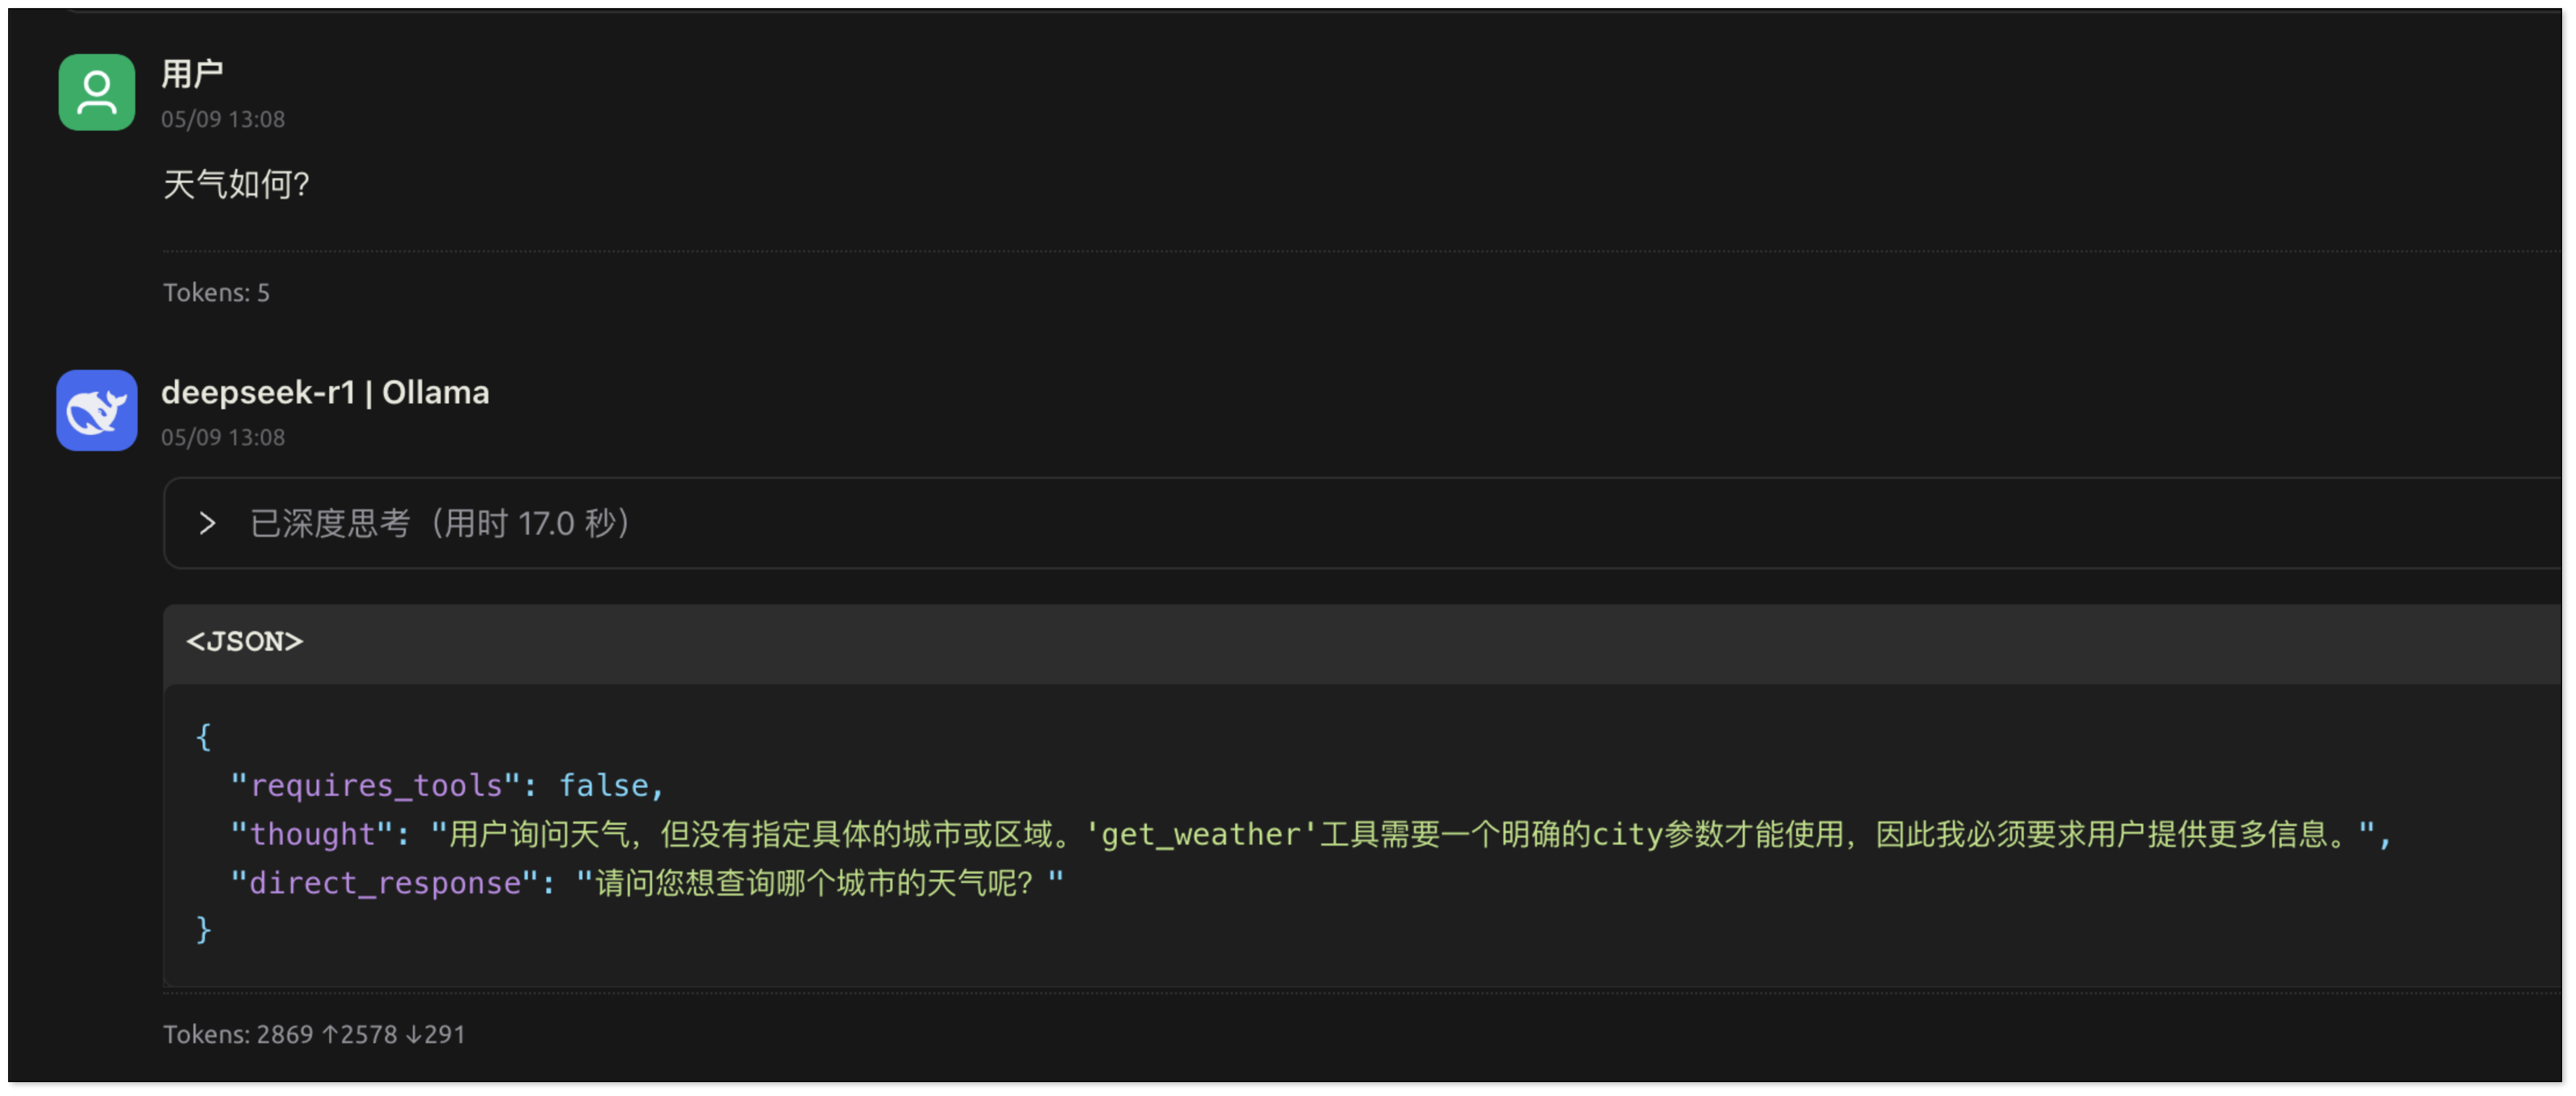 用户
05/09 13:08
天气如何?
Tokens: 5
deepseek-r1 | Ollama
05/09 13:08
已深度思考（用时 17.0 秒）
<JSON>
{
"requires_tools": false,
"thought": "用户询问天气，但没有指定具体的城市或区域。'get_weather'工具需要一个明确的city参数才能使用，因此我必须要求用户提供更多信息。",
"direct_response": "请问您想查询哪个城市的天气呢？"
}
Tokens: 2869 ↑2578 ↓291